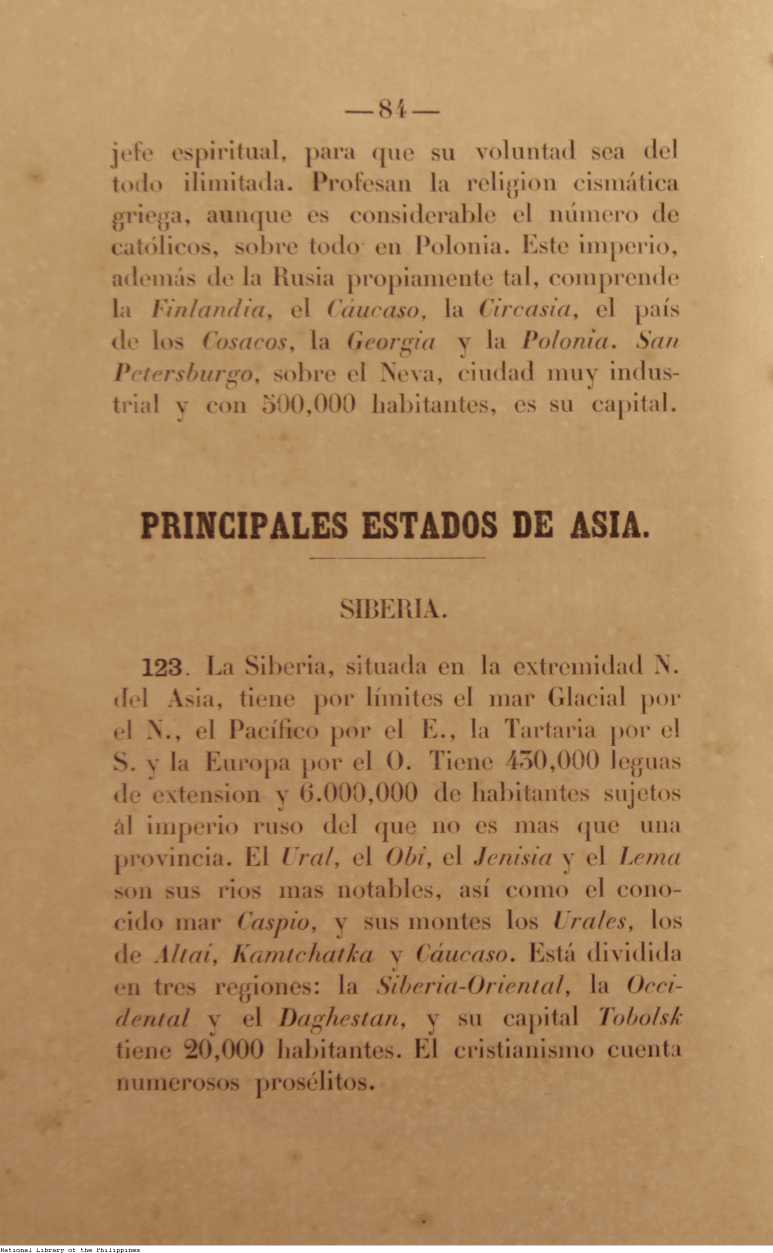 —84—
jefe espiritual, para que su voluntad sea del
todo ilimitada. Profesan la religion cismática
griega, aunque es considerable el número de
católicos, sobre todo en Polonia. Este imperio,
además de la Rusia propiamente tal, comprende
la Finlandia, el Cáucaso, la Circasia, el país
de los Cosacos, la Georgia y la Polonia. San
Petersburgo, sobre el Neva, ciudad muy indus-
trial y con 500,000 habitantes, es su capital.
PRINCIPALES ESTADOS DE ASIA.
SIBERIA.
123. La Siberia, situada en la extremidad N.
del Asia, tiene por límites el mar Glacial por
el N., el Pacífico por el E., la Tartaria por el
S. y la Europa por el O. Tiene 430,000 leguas
de extension y 6.000,000 de habitantes sujetos
ál imperio ruso del que no es mas que una
provincia. El Ural, el Obi, el Jenisia y el Lema
son sus rios mas notables, así como el cono-
cido mar Caspio, y sus montes los Urales, los
de Altai, Kamtchatka y Cáucaso. Está dividida
en tres regiones: la Siberia-Oriental, la Occi-
dental y el Daghestan, y su capital Tobolsk
tiene 20,000 habitantes. El cristianismo cuenta
numerosos prosélitos.
National Library of the Philippines